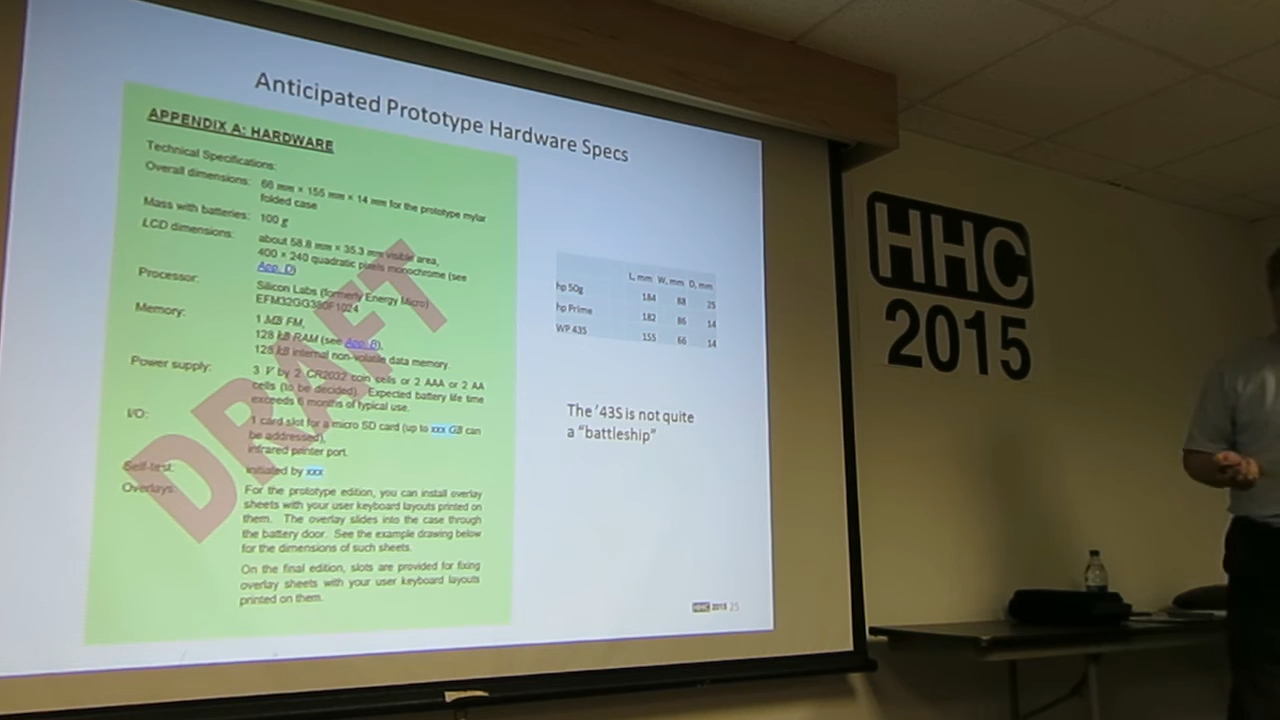 Anticipated Prototype Hardware Specs
APPENDIX A: HARDWARE
Technical Specifications:
Overall dimensions: 66 mm × 155 mm × 14 mm for the prototype mylar
folded case
Mass with batteries: 100 g
LCD dimensions: about 58.8 mm × 35.3 mm visible area,
400 × 240 quadratic pixels monochrome (see
App. D)
Processor: Silicon Labs (formerly Energy Micro)
EFM32GG380F1024
Memory: 1 MB FM,
128 kB RAM (see App. B),
128 kB internal non-volatile data memory.
Power supply: 3 V by 2 CR2032 coin cells or 2 AAA or 2 AA
cells (to be decided). Expected battery life time
exceeds 6 months of typical use.
I/O: 1 card slot for a micro SD card (up to xxx GB can
be addressed),
infrared printer port.
Self-test: initiated by xxx
Overlays: For the prototype edition, you can install overlay
sheets with your user keyboard layouts printed on
them. The overlay slides into the case through
the battery door. See the example drawing below
for the dimensions of such sheets.
On the final edition, slots are provided for fixing
overlay sheets with your user keyboard layouts
printed on them.
DRAFT
L, mm W, mm D, mm
hp 50g 184 88 25
hp Prime 182 86 14
WP 43S 155 66 14
The '43S is not quite
a "battleship"
HHC 2015 25
HHC
2015